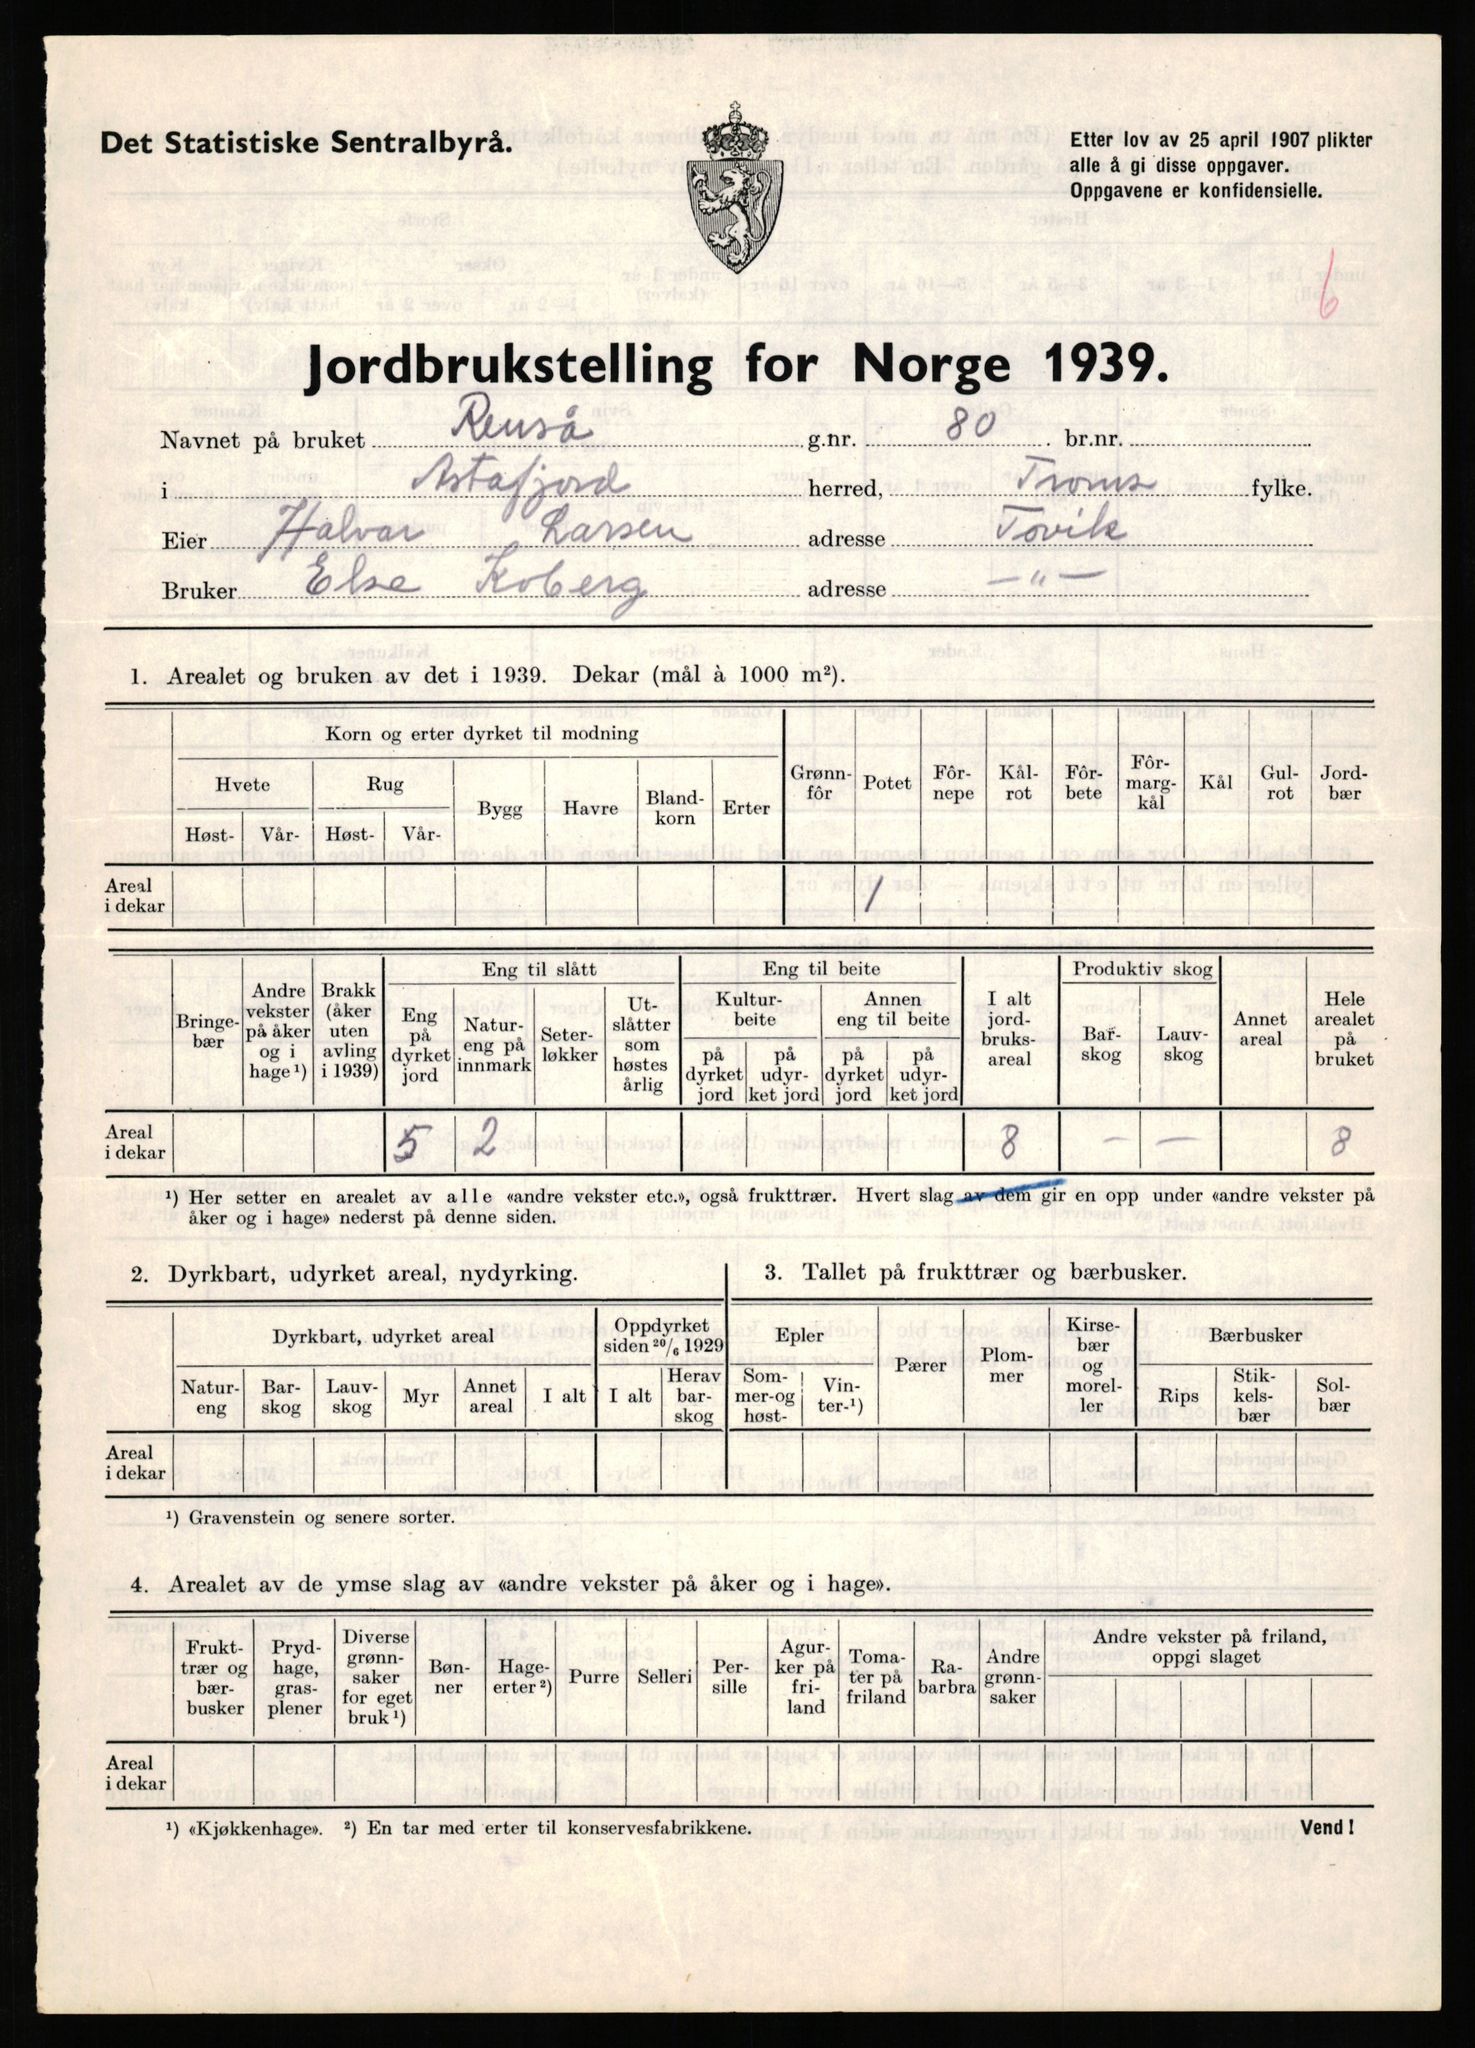 Det Statistiske Sentralbyrå.
Etter lov av 25 april 1907 plikter
alle å gi disse oppgaver.
Oppgavene er konfidensielle.
6
Jordbrukstelling for Norge 1939.
Navnet på bruket Renså g.nr. 80 br.nr.
i Astafjord herred, Troms fylke.
Eier Halvar Larsen adresse Tovik
Bruker Else Koberg adresse —„—
1. Arealet og bruken av det i 1939. Dekar (mål à 1000 m²).
Korn og erter dyrket til modning
Hvete Rug Bygg Havre Bland-korn Erter Grønn-fôr Potet Fôr-nepe Kål-rot Fôr-bete Fôr-marg-kål Kål Gul-rot Jord-bær
Høst- Vår- Høst- Vår-
Areal i dekar 1
Bringe-bær Andre vekster på åker og i hage ¹) Brakk (åker uten avling i 1939) Eng til slått Eng til beite I alt jord-bruks-areal Produktiv skog Annet areal Hele arealet på bruket
Eng på dyrket jord Natur-eng på innmark Seter-løkker Ut-slåtter som høstes årlig Kultur-beite Annen eng til beite Bar-skog Lauv-skog
på dyrket jord på udyr-ket jord på dyrket jord på udyr-ket jord
Areal i dekar 5 2 8 — — 8
¹) Her setter en arealet av alle «andre vekster etc.», også frukttrær. Hvert slag av dem gir en opp under «andre vekster på
åker og i hage» nederst på denne siden.
2. Dyrkbart, udyrket areal, nydyrking.
Dyrkbart, udyrket areal Oppdyrket siden 20/6 1929
Natur-eng Bar-skog Lauv-skog Myr Annet areal I alt I alt Herav bar-skog
Areal i dekar
3. Tallet på frukttrær og bærbusker.
Epler Pærer Plom-mer Kirse-bær og morel-ler Bærbusker
Som-mer-og høst- Vin-ter-¹) Rips Stik-kels-bær Sol-bær
¹) Gravenstein og senere sorter.
4. Arealet av de ymse slag av «andre vekster på åker og i hage».
Frukt-trær og bær-busker Pryd-hage, gras-plener Diverse grønn-saker for eget bruk ¹) Bøn-ner Hage-erter ²) Purre Selleri Per-sille Agur-ker på fri-land Toma-ter på friland Ra-barbra Andre grønn-saker Andre vekster på friland, oppgi slaget
Areal i dekar
¹) «Kjøkkenhage». ²) En tar med erter til konservesfabrikkene.
Vend!